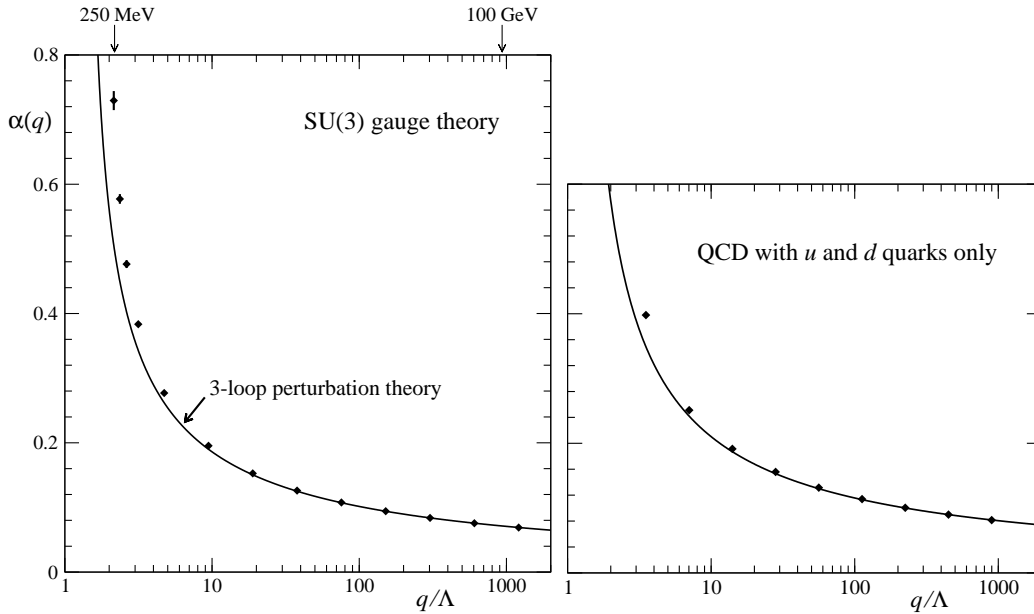 250 MeV
100 GeV
0.8
α(q)
SU(3) gauge theory
0.6
QCD with u and d quarks only
0.4
3-loop perturbation theory
0.2
0
1
10
100
1000
q/Λ
1
10
100
1000
q/Λ